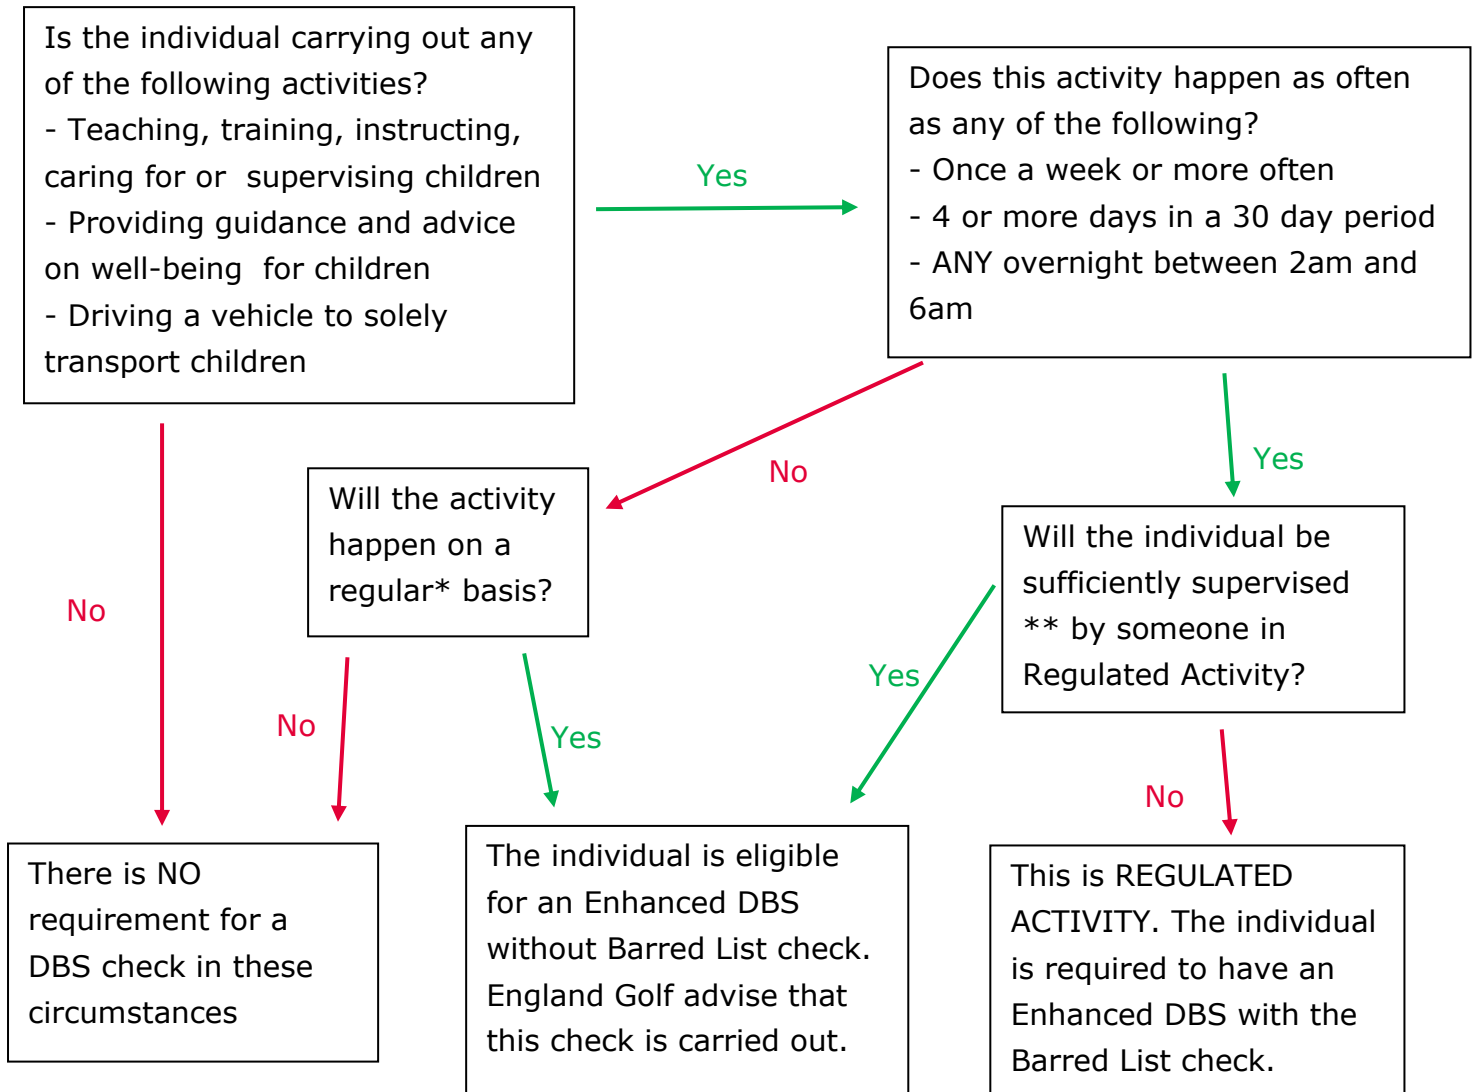 Is the individual carrying out any
of the following activities?
- Teaching, training, instructing,
caring for or  supervising children
- Providing guidance and advice
on well-being  for children
- Driving a vehicle to solely
transport children
Yes
Does this activity happen as often
as any of the following?
- Once a week or more often
- 4 or more days in a 30 day period
- ANY overnight between 2am and
6am
No
No
Yes
Will the activity
happen on a
regular* basis?
Will the individual be
sufficiently supervised
** by someone in
Regulated Activity?
No
Yes
Yes
No
There is NO
requirement for a
DBS check in these
circumstances
The individual is eligible
for an Enhanced DBS
without Barred List check.
England Golf advise that
this check is carried out.
This is REGULATED
ACTIVITY. The individual
is required to have an
Enhanced DBS with the
Barred List check.